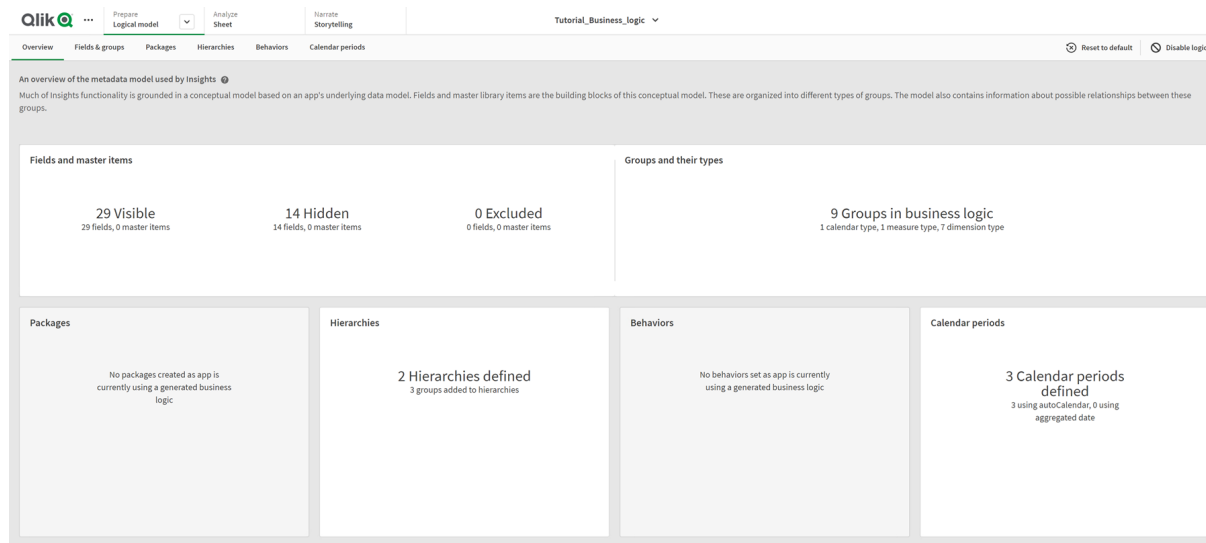 Qlik
Prepare
Logical model
Analyze
Sheet
Narrate
Storytelling
Tutorial_Business_logic
Overview
Fields & groups
Packages
Hierarchies
Behaviors
Calendar periods
Reset to default
Disable logic
An overview of the metadata model used by Insights
Much of Insights functionality is grounded in a conceptual model based on an app's underlying data model. Fields and master library items are the building blocks of this conceptual model. These are organized into different types of groups. The model also contains information about possible relationships between these
groups.
Fields and master items
29 Visible
29 fields, 0 master items
14 Hidden
14 fields, 0 master items
0 Excluded
0 fields, 0 master items
Groups and their types
9 Groups in business logic
1 calendar type, 1 measure type, 7 dimension type
Packages
No packages created as app is
currently using a generated business
logic
Hierarchies
2 Hierarchies defined
3 groups added to hierarchies
Behaviors
No behaviors set as app is currently
using a generated business logic
Calendar periods
3 Calendar periods
defined
3 using autoCalendar, 0 using
aggregated date